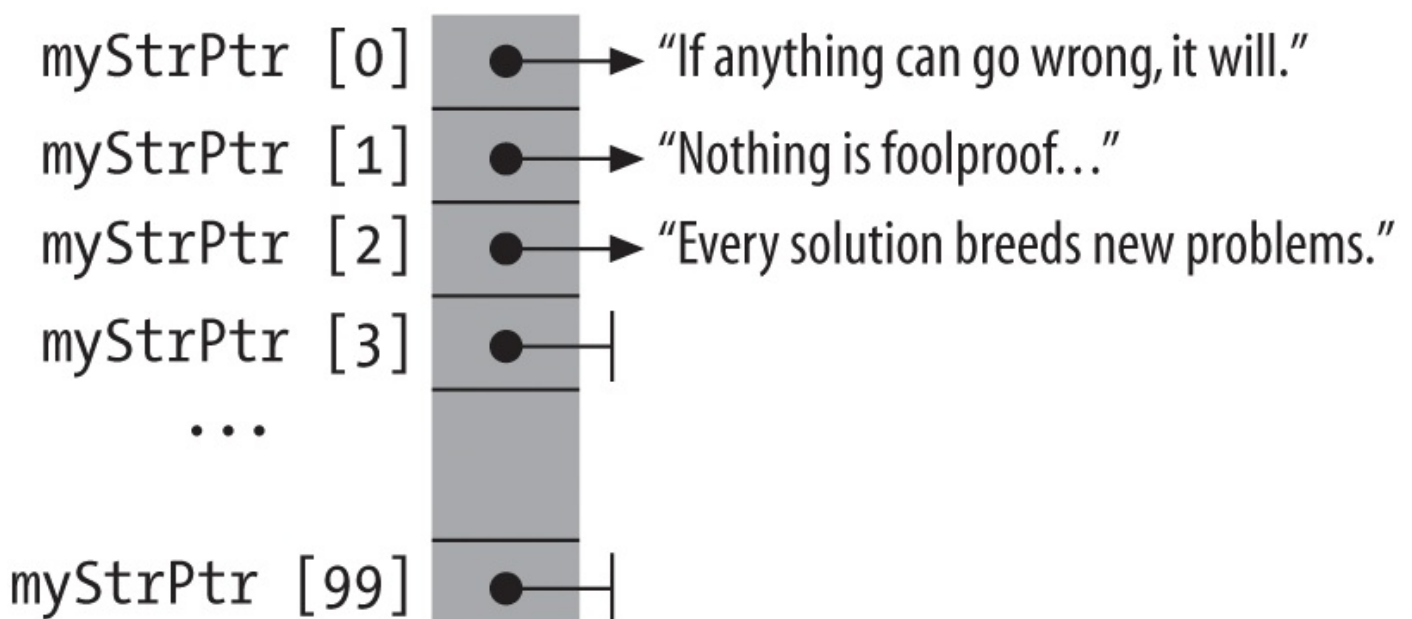 myStrPtr [0] “If anything can go wrong, it will.”
myStrPtr [1] “Nothing is foolproof…”
myStrPtr [2] “Every solution breeds new problems.”
myStrPtr [3]
...
myStrPtr [99]